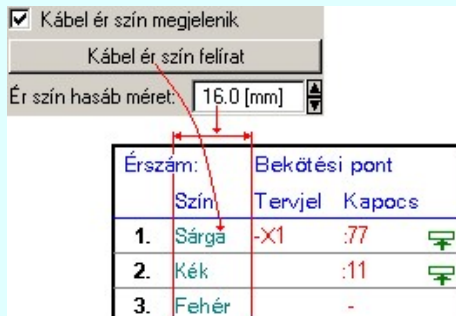 Kábel ér szín megjelenik
Kábel ér szín felírat
Ér szín hasáb méret: 16.0 [mm]
Érszám: Bekötési pont
Szín Tervjel Kapocs
1. Sárga -X1 :77
2. Kék :11
3. Fehér -